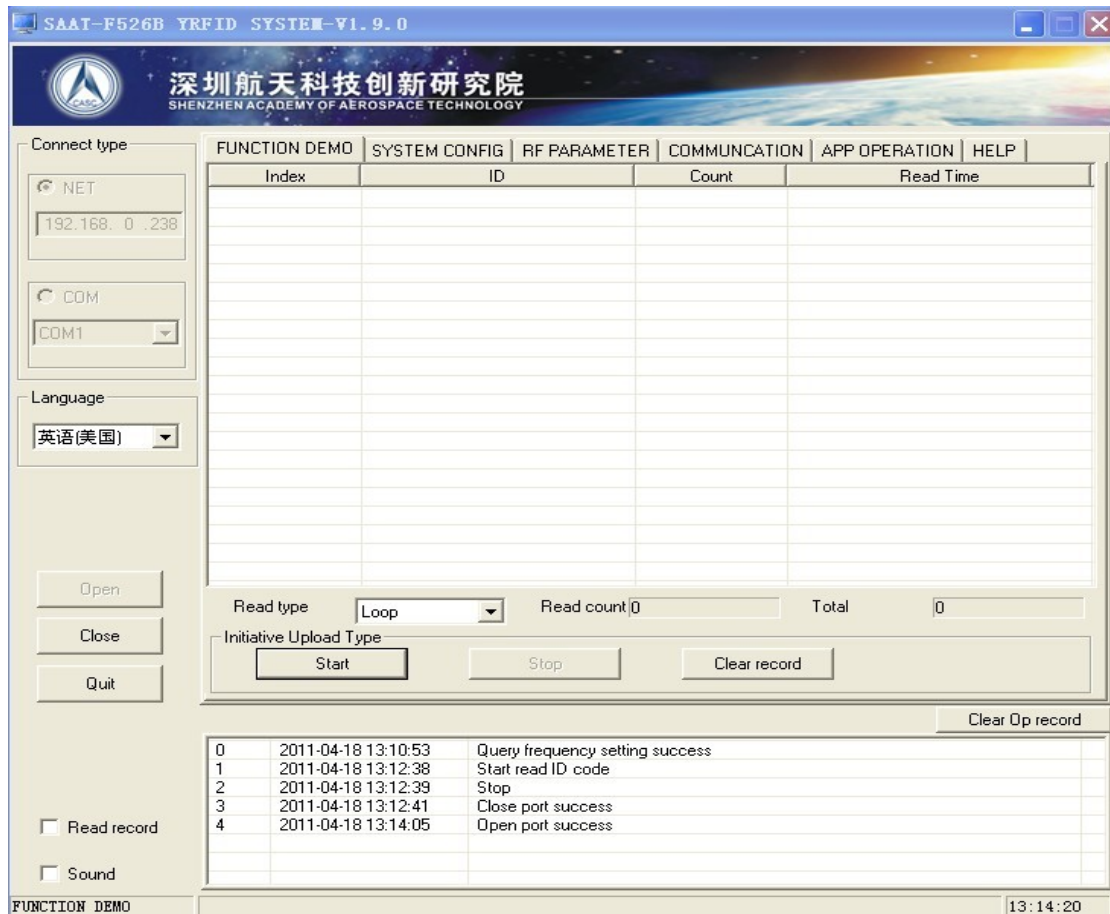 SAAT-F526B YRFID SYSTEM-V1.9.0
CASC
深圳航天科技创新研究院
SHENZHEN ACADEMY OF AEROSPACE TECHNOLOGY
Connect type
NET
192.168. 0 .238
COM
COM1
Language
英语(美国)
Open
Close
Quit
Read record
Sound
FUNCTION DEMO SYSTEM CONFIG RF PARAMETER COMMUNCATION APP OPERATION HELP
Index ID Count Read Time
Read type Loop Read count 0 Total 0
Initiative Upload Type
Start Stop Clear record
Clear Op record
0 2011-04-18 13:10:53 Query frequency setting success
1 2011-04-18 13:12:38 Start read ID code
2 2011-04-18 13:12:39 Stop
3 2011-04-18 13:12:41 Close port success
4 2011-04-18 13:14:05 Open port success
FUNCTION DEMO 13:14:20